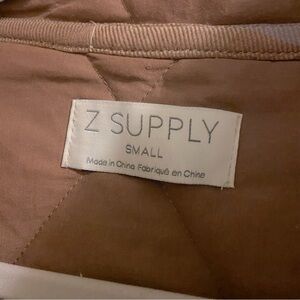 Z SUPPLY
SMALL
Made in China Fabriqué en Chine